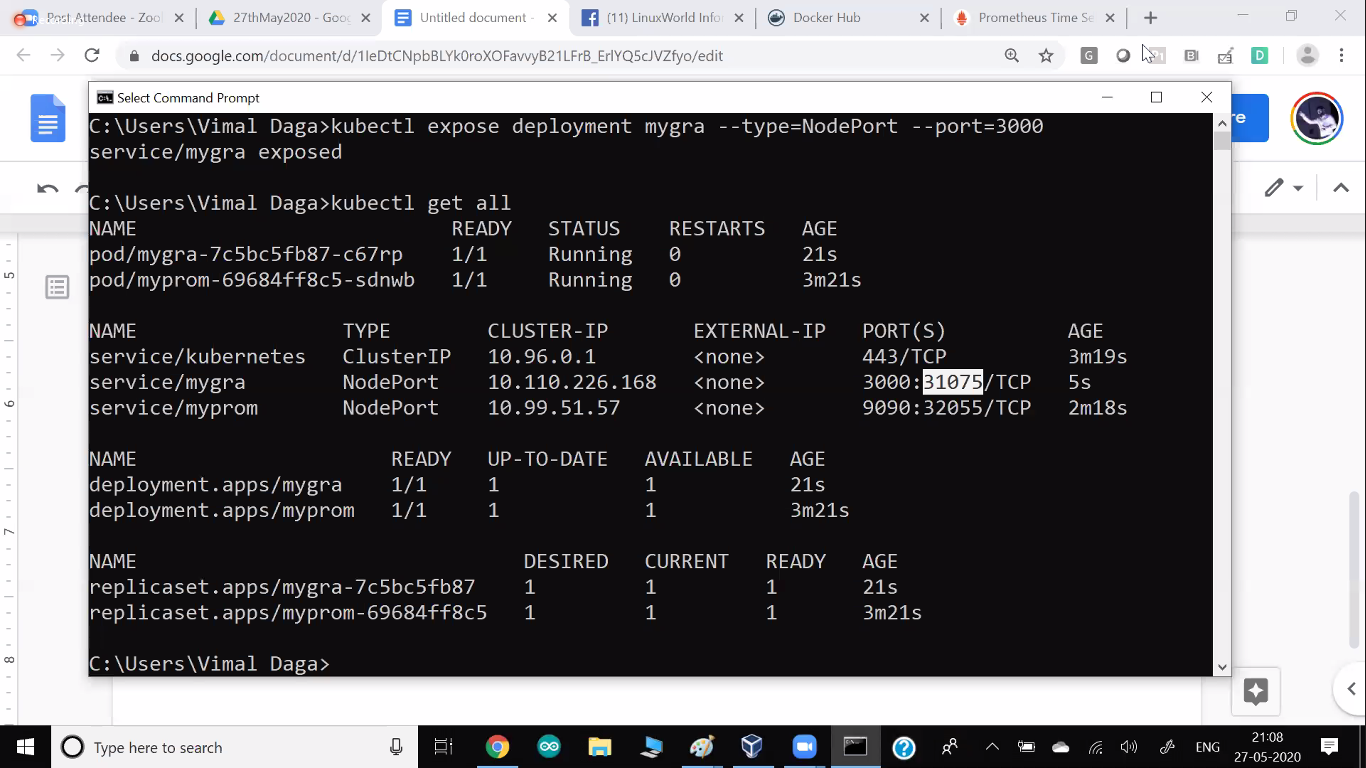 Post Attendee - Zoo
27thMay2020 - Goog
Untitled document -
(11) LinuxWorld Info
Docker Hub
Prometheus Time Se
docs.google.com/document/d/1IeDtCNpbBLYk0roXOFavvyB21LFrB_ErlYQ5cJVZfyo/edit
Select Command Prompt
C:\Users\Vimal Daga>kubectl expose deployment mygra --type=NodePort --port=3000
service/mygra exposed
C:\Users\Vimal Daga>kubectl get all
NAME READY STATUS RESTARTS AGE
pod/mygra-7c5bc5fb87-c67rp 1/1 Running 0 21s
pod/myprom-69684ff8c5-sdnwb 1/1 Running 0 3m21s
NAME TYPE CLUSTER-IP EXTERNAL-IP PORT(S) AGE
service/kubernetes ClusterIP 10.96.0.1 <none> 443/TCP 3m19s
service/mygra NodePort 10.110.226.168 <none> 3000:31075/TCP 5s
service/myprom NodePort 10.99.51.57 <none> 9090:32055/TCP 2m18s
NAME READY UP-TO-DATE AVAILABLE AGE
deployment.apps/mygra 1/1 1 1 21s
deployment.apps/myprom 1/1 1 1 3m21s
NAME DESIRED CURRENT READY AGE
replicaset.apps/mygra-7c5bc5fb87 1 1 1 21s
replicaset.apps/myprom-69684ff8c5 1 1 1 3m21s
C:\Users\Vimal Daga>
re
5
6
7
8
Type here to search
ENG
21:08
27-05-2020